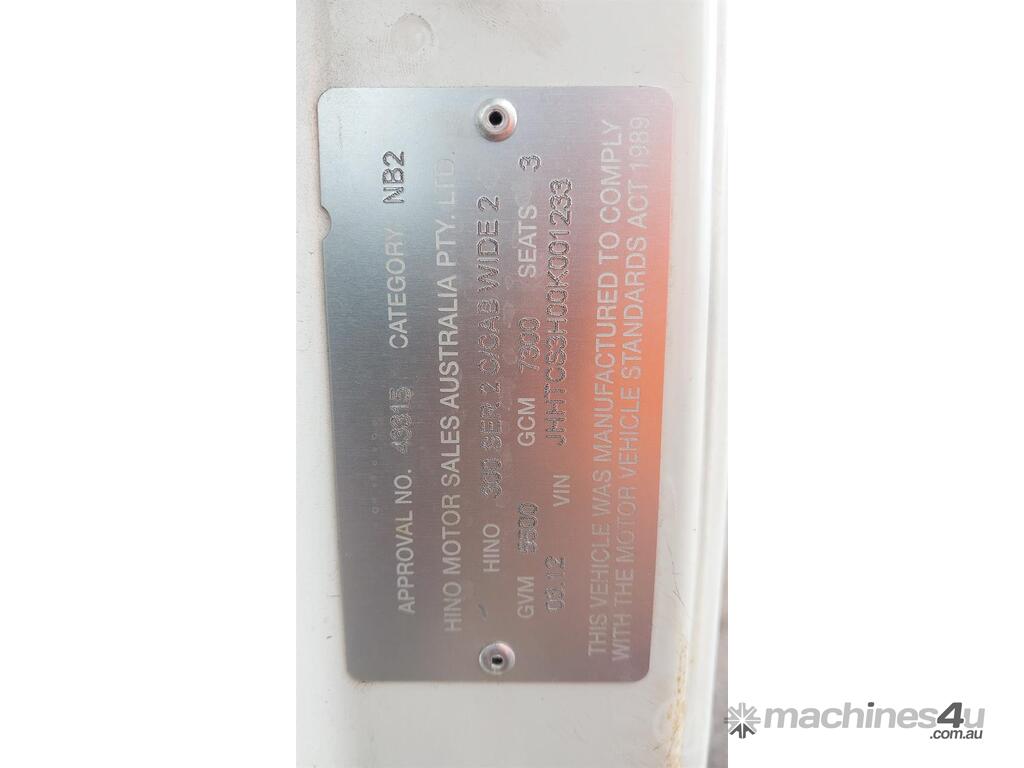 APPROVAL NO. 43315 CATEGORY NB2
HINO MOTOR SALES AUSTRALIA PTY. LTD.
HINO 300 SER 2 C/CAB WIDE 2
GVM 5500 GCM 7300 SEATS 3
03.12 VIN JHHTCS3H00K001233
THIS VEHICLE WAS MANUFACTURED TO COMPLY
WITH THE MOTOR VEHICLE STANDARDS ACT 1989
machines4u
.com.au